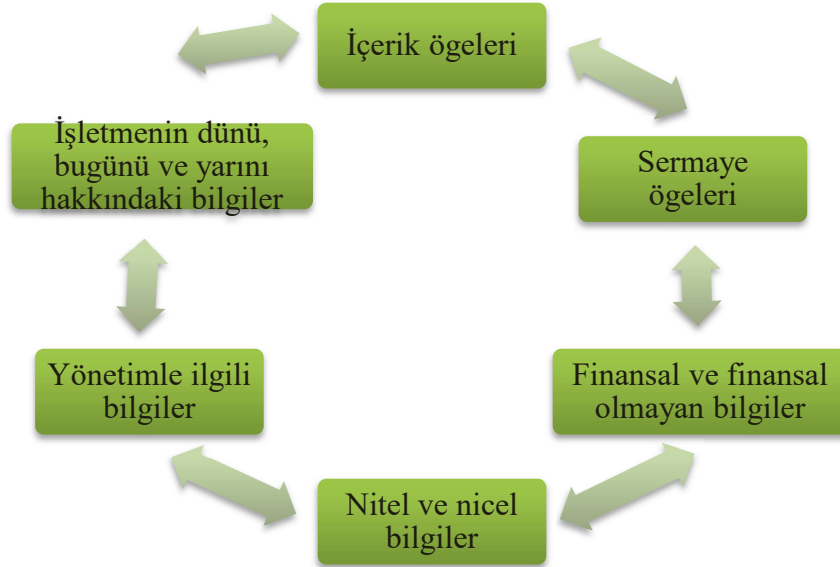 İçerik ögeleri
Sermaye
ögeleri
Finansal ve finansal
olmayan bilgiler
Nitel ve nicel
bilgiler
Yönetimle ilgili
bilgiler
İşletmenin dünü,
bugünü ve yarını
hakkındaki bilgiler